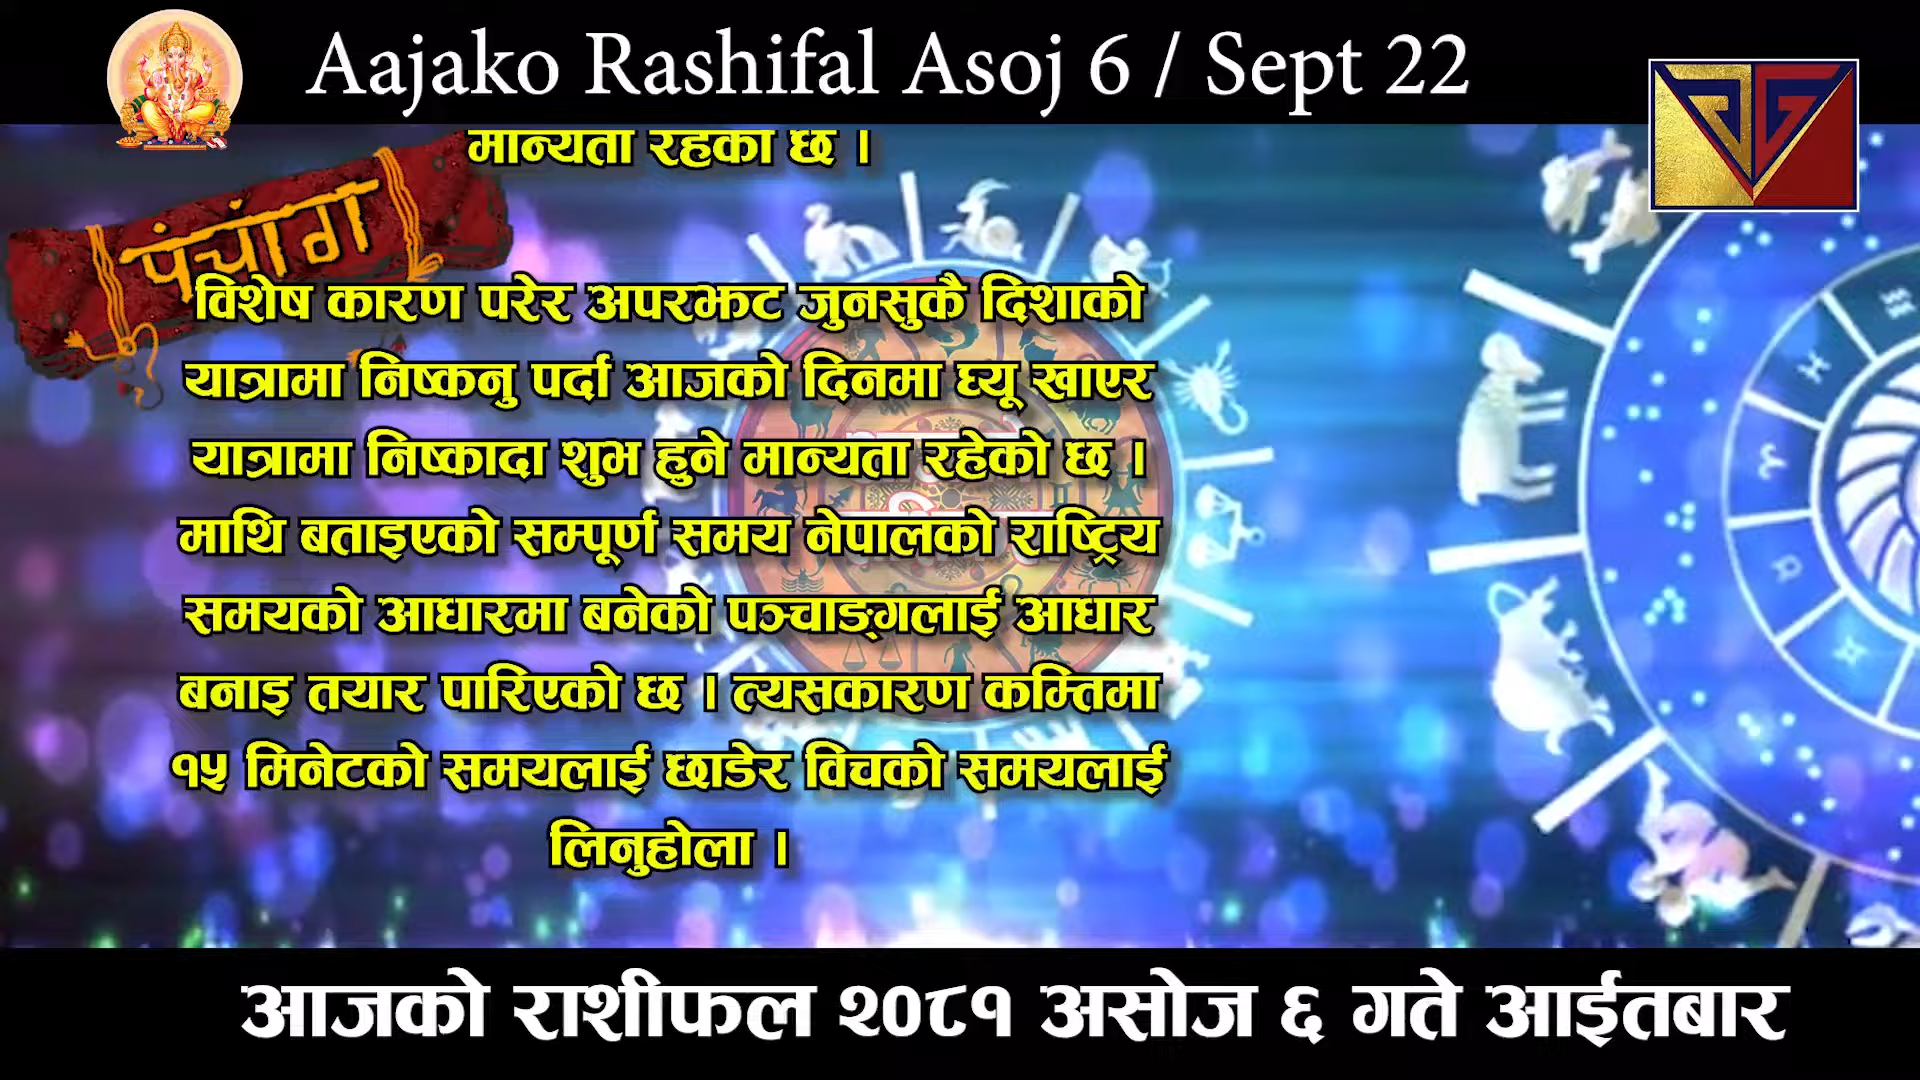 Aajako Rashifal Asoj 6 / Sept 22
मान्यता रहेका छ ।
पंचांग
विशेष कारण परेर अपरझट जुनसुकै दिशाको
यात्रामा निष्कनु पर्दा आजको दिनमा घ्यू खाएर
यात्रामा निष्कादा शुभ हुने मान्यता रहेको छ ।
माथि बताइएको सम्पूर्ण समय नेपालको राष्ट्रिय
समयको आधारमा बनेको पञ्चाङ्गलाई आधार
बनाइ तयार पारिएको छ । त्यसकारण कम्तिमा
१५ मिनेटको समयलाई छाडेर विचको समयलाई
लिनुहोला ।
आजको राशीफल २०८१ असोज ६ गते आईतबार